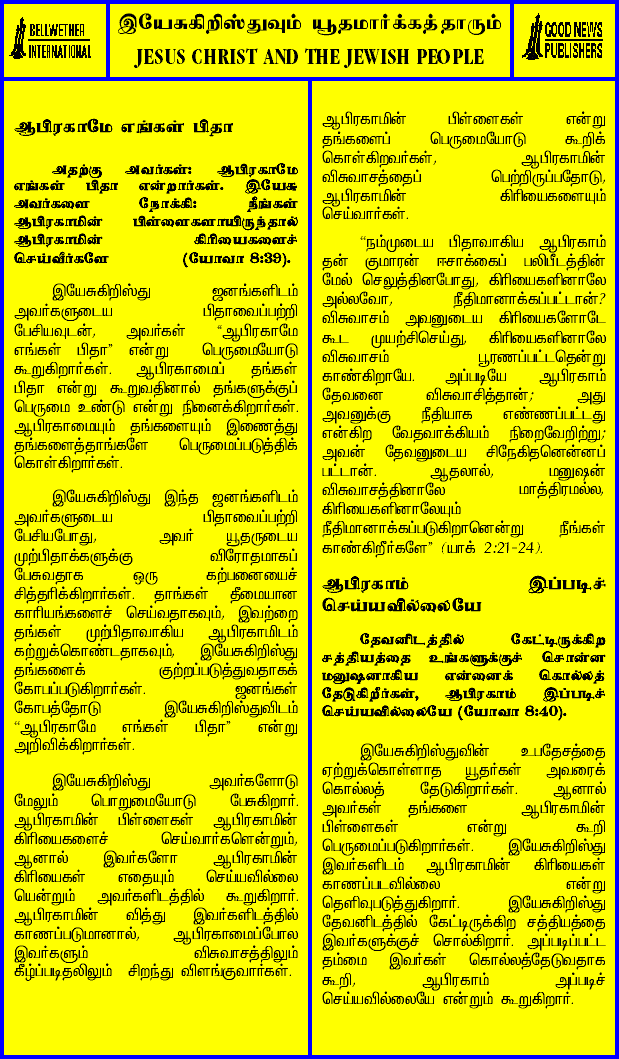 BELLWETHER
INTERNATIONAL
இயேசுகிறிஸ்துவும் யூதமார்க்கத்தாரும்
JESUS CHRIST AND THE JEWISH PEOPLE
GOOD NEWS
PUBLISHERS
ஆபிரகாமே எங்கள் பிதா
அதற்கு அவர்கள்: ஆபிரகாமே
எங்கள் பிதா என்றார்கள். இயேசு
அவர்களை நோக்கி: நீங்கள்
ஆபிரகாமின் பிள்ளைகளாயிருந்தால்
ஆபிரகாமின் கிரியைகளைச்
செய்வீர்களே (யோவா 8:39).
இயேசுகிறிஸ்து ஜனங்களிடம்
அவர்களுடைய பிதாவைப்பற்றி
பேசியவுடன், அவர்கள் “ஆபிரகாமே
எங்கள் பிதா” என்று பெருமையோடு
கூறுகிறார்கள். ஆபிரகாமைப் தங்கள்
பிதா என்று கூறுவதினால் தங்களுக்குப்
பெருமை உண்டு என்று நினைக்கிறார்கள்.
ஆபிரகாமையும் தங்களையும் இணைத்து
தங்களைத்தாங்களே பெருமைப்படுத்திக்
கொள்கிறார்கள்.
இயேசுகிறிஸ்து இந்த ஜனங்களிடம்
அவர்களுடைய பிதாவைப்பற்றி
பேசியபோது, அவர் யூதருடைய
முற்பிதாக்களுக்கு விரோதமாகப்
பேசுவதாக ஒரு கற்பனையைச்
சித்தரிக்கிறார்கள். தாங்கள் தீமையான
காரியங்களைச் செய்வதாகவும், இவற்றை
தங்கள் முற்பிதாவாகிய ஆபிரகாமிடம்
கற்றுக்கொண்டதாகவும், இயேசுகிறிஸ்து
தங்களைக் குற்றப்படுத்துவதாகக்
கோபப்படுகிறார்கள். ஜனங்கள்
கோபத்தோடு இயேசுகிறிஸ்துவிடம்
“ஆபிரகாமே எங்கள் பிதா” என்று
அறிவிக்கிறார்கள்.
இயேசுகிறிஸ்து அவர்களோடு
மேலும் பொறுமையோடு பேசுகிறார்.
ஆபிரகாமின் பிள்ளைகள் ஆபிரகாமின்
கிரியைகளைச் செய்வார்களென்றும்,
ஆனால் இவர்களோ ஆபிரகாமின்
கிரியைகள் எதையும் செய்யவில்லை
யென்றும் அவர்களிடத்தில் கூறுகிறார்.
ஆபிரகாமின் வித்து இவர்களிடத்தில்
காணப்படுமானால், ஆபிரகாமைப்போல
இவர்களும் விசுவாசத்திலும்
கீழ்ப்படிதலிலும் சிறந்து விளங்குவார்கள்.
ஆபிரகாமின் பிள்ளைகள் என்று
தங்களைப் பெருமையோடு கூறிக்
கொள்கிறவர்கள், ஆபிரகாமின்
விசுவாசத்தைப் பெற்றிருப்பதோடு,
ஆபிரகாமின் கிரியைகளையும்
செய்வார்கள்.
“நம்முடைய பிதாவாகிய ஆபிரகாம்
தன் குமாரன் ஈசாக்கைப் பலிபீடத்தின்
மேல் செலுத்தினபோது, கிரியைகளினாலே
அல்லவோ, நீதிமானாக்கப்பட்டான்?
விசுவாசம் அவனுடைய கிரியைகளோடே
கூட முயற்சிசெய்து, கிரியைகளினாலே
விசுவாசம் பூரணப்பட்டதென்று
காண்கிறாயே. அப்படியே ஆபிரகாம்
தேவனை விசுவாசித்தான்; அது
அவனுக்கு நீதியாக எண்ணப்பட்டது
என்கிற வேதவாக்கியம் நிறைவேறிற்று;
அவன் தேவனுடைய சிநேகிதனென்னப்
பட்டான். ஆதலால், மனுஷன்
விசுவாசத்தினாலே மாத்திரமல்ல,
கிரியைகளினாலேயும்
நீதிமானாக்கப்படுகிறானென்று நீங்கள்
காண்கிறீர்களே” (யாக் 2:21-24).
ஆபிரகாம் இப்படிச்
செய்யவில்லையே
தேவனிடத்தில் கேட்டிருக்கிற
சத்தியத்தை உங்களுக்குச் சொன்ன
மனுஷனாகிய என்னைக் கொல்லத்
தேடுகிறீர்கள், ஆபிரகாம் இப்படிச்
செய்யவில்லையே (யோவா 8:40).
இயேசுகிறிஸ்துவின் உபதேசத்தை
ஏற்றுக்கொள்ளாத யூதர்கள் அவரைக்
கொல்லத் தேடுகிறார்கள். ஆனால்
அவர்கள் தங்களை ஆபிரகாமின்
பிள்ளைகள் என்று கூறி
பெருமைப்படுகிறார்கள். இயேசுகிறிஸ்து
இவர்களிடம் ஆபிரகாமின் கிரியைகள்
காணப்படவில்லை என்று
தெளிவுபடுத்துகிறார். இயேசுகிறிஸ்து
தேவனிடத்தில் கேட்டிருக்கிற சத்தியத்தை
இவர்களுக்குச் சொல்கிறார். அப்படிப்பட்ட
தம்மை இவர்கள் கொல்லத்தேடுவதாக
கூறி, ஆபிரகாம் அப்படிச்
செய்யவில்லையே என்றும் கூறுகிறார்.